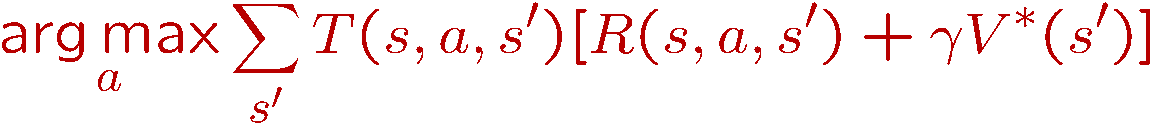 arg max_a ∑_{s′} T(s, a, s′)[R(s, a, s′) + γV*(s′)]